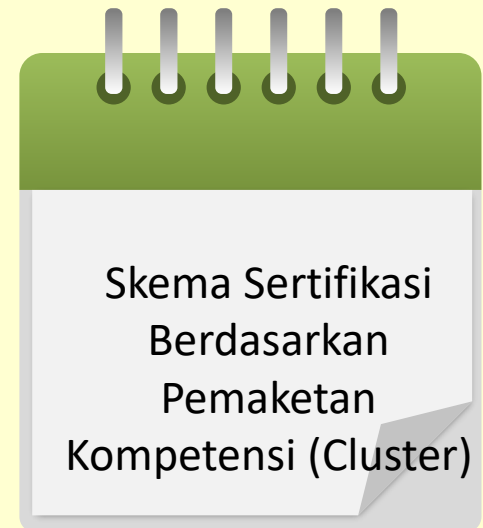 Skema Sertifikasi
Berdasarkan
Pemaketan
Kompetensi (Cluster)